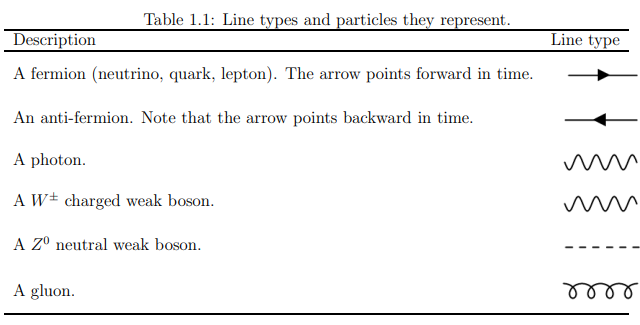 Table 1.1: Line types and particles they represent.
Description Line type
A fermion (neutrino, quark, lepton). The arrow points forward in time.
An anti-fermion. Note that the arrow points backward in time.
A photon.
A W± charged weak boson.
A Z⁰ neutral weak boson.
A gluon.